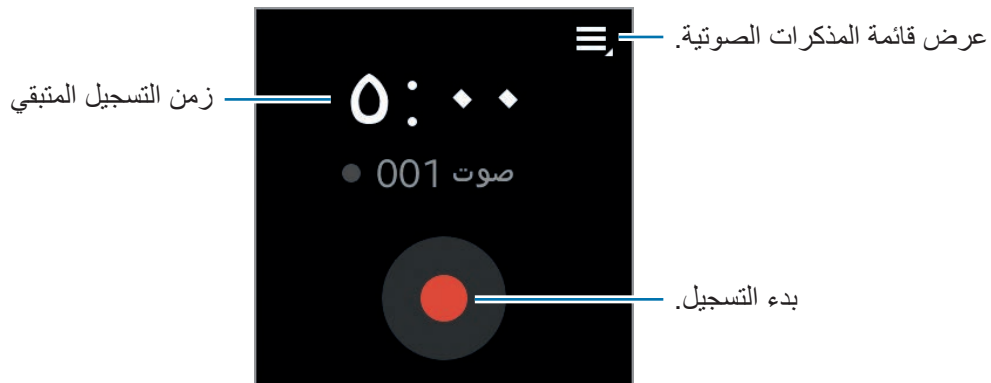 عرض قائمة المذكرات الصوتية.
زمن التسجيل المتبقي
٥:٠٠
صوت 001
بدء التسجيل.